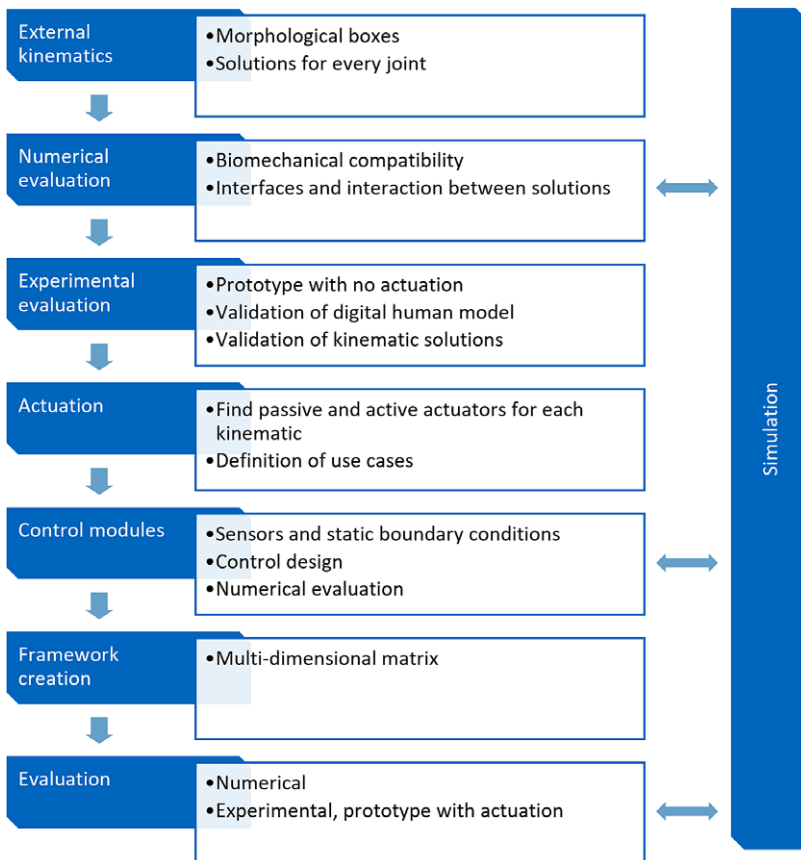 External
kinematics
•Morphological boxes
•Solutions for every joint
Numerical
evaluation
•Biomechanical compatibility
•Interfaces and interaction between solutions
Experimental
evaluation
•Prototype with no actuation
•Validation of digital human model
•Validation of kinematic solutions
Actuation
•Find passive and active actuators for each
kinematic
•Definition of use cases
Control modules
•Sensors and static boundary conditions
•Control design
•Numerical evaluation
Framework
creation
•Multi-dimensional matrix
Evaluation
•Numerical
•Experimental, prototype with actuation
Simulation